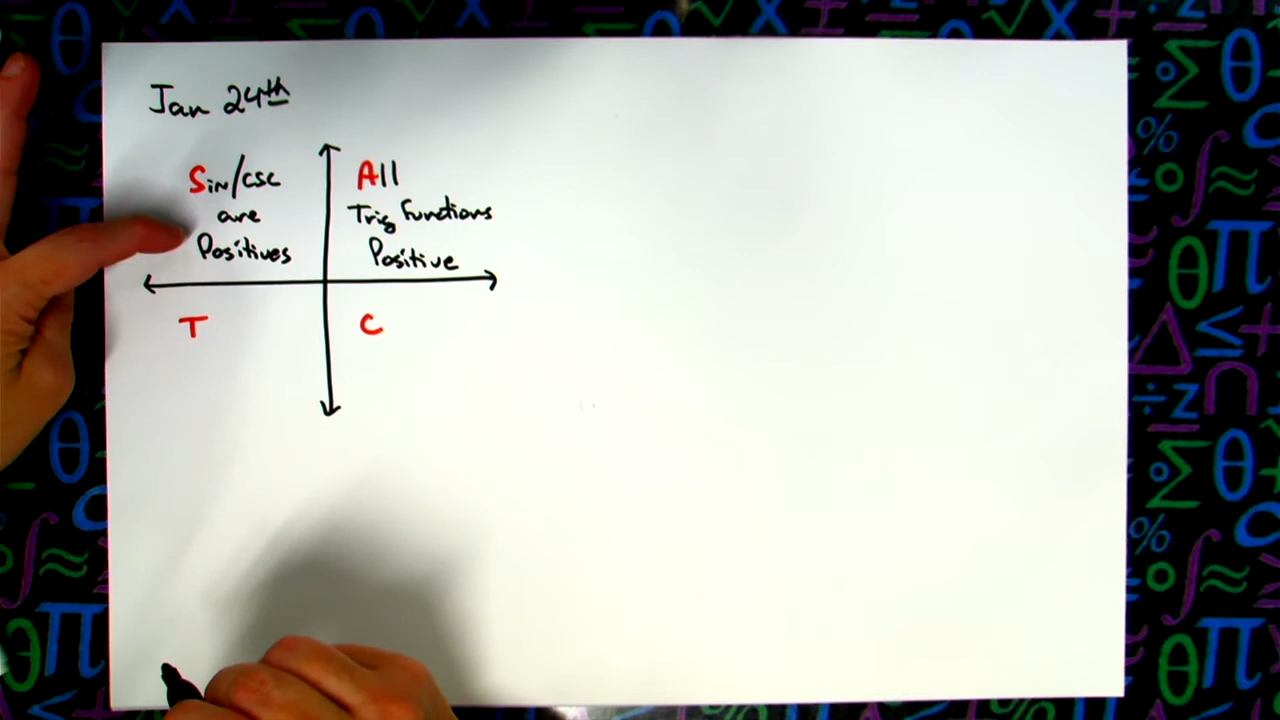 Jan 24th
Sin/csc
are
Positives
All
Trig Functions
Positive
T
C